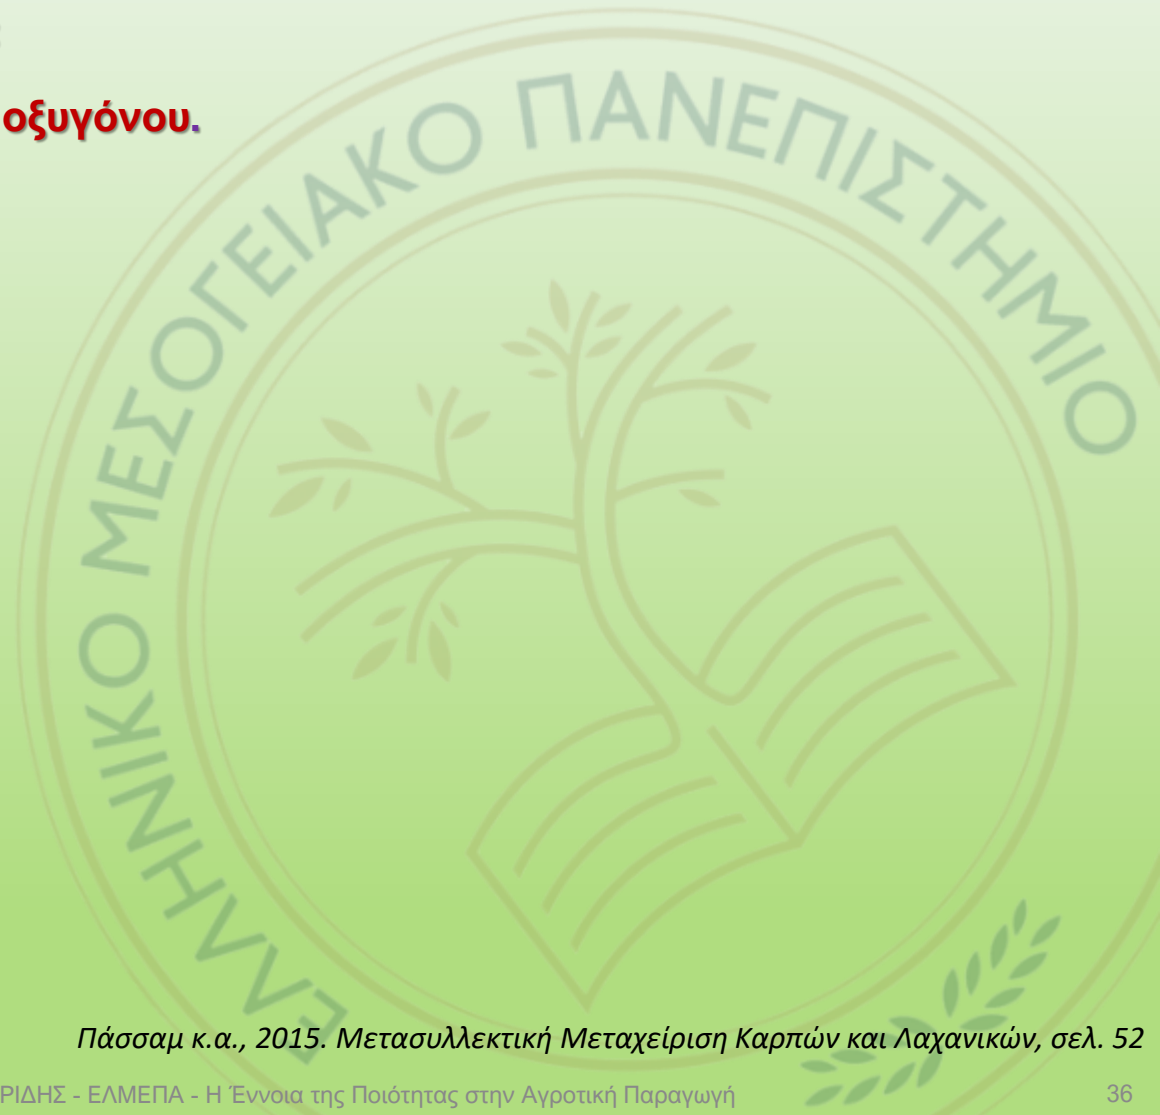 οξυγόνου.
ΕΛΛΗΝΙΚΟ ΜΕΣΟΓΕΙΑΚΟ ΠΑΝΕΠΙΣΤΗΜΙΟ
Πάσσαμ κ.α., 2015. Μετασυλλεκτική Μεταχείριση Καρπών και Λαχανικών, σελ. 52
ΡΙΔΗΣ - ΕΛΜΕΠΑ - Η Έννοια της Ποιότητας στην Αγροτική Παραγωγή 36